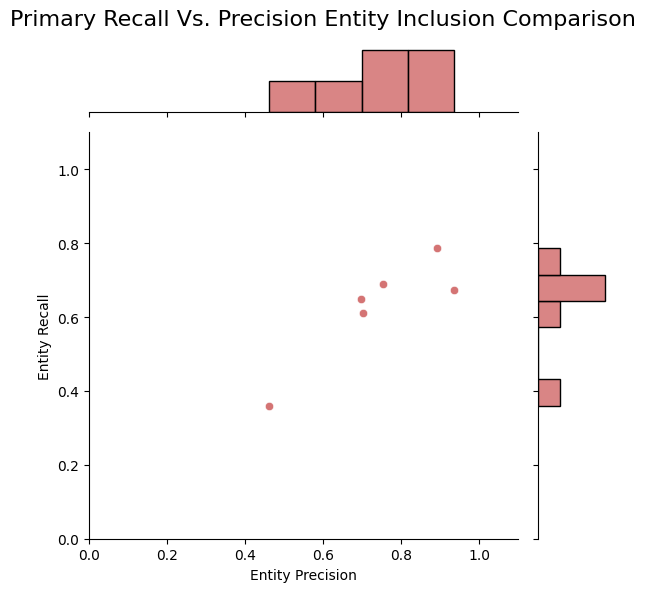 Primary Recall Vs. Precision Entity Inclusion Comparison
1.0
0.8
0.6
0.4
0.2
0.0
Entity Recall
0.0 0.2 0.4 0.6 0.8 1.0
Entity Precision